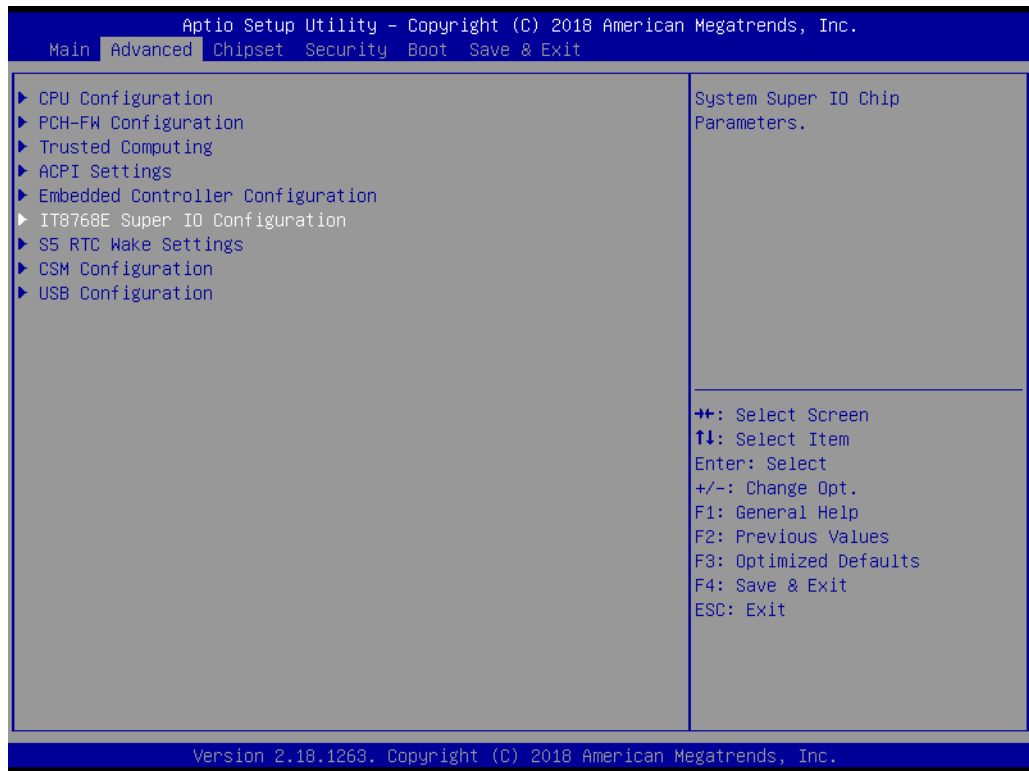 Aptio Setup Utility – Copyright (C) 2018 American Megatrends, Inc.
Main Advanced Chipset Security Boot Save & Exit
▶ CPU Configuration
▶ PCH-FW Configuration
▶ Trusted Computing
▶ ACPI Settings
▶ Embedded Controller Configuration
▶ IT8768E Super IO Configuration
▶ S5 RTC Wake Settings
▶ CSM Configuration
▶ USB Configuration
System Super IO Chip
Parameters.
→←: Select Screen
↑↓: Select Item
Enter: Select
+/-: Change Opt.
F1: General Help
F2: Previous Values
F3: Optimized Defaults
F4: Save & Exit
ESC: Exit
Version 2.18.1263. Copyright (C) 2018 American Megatrends, Inc.